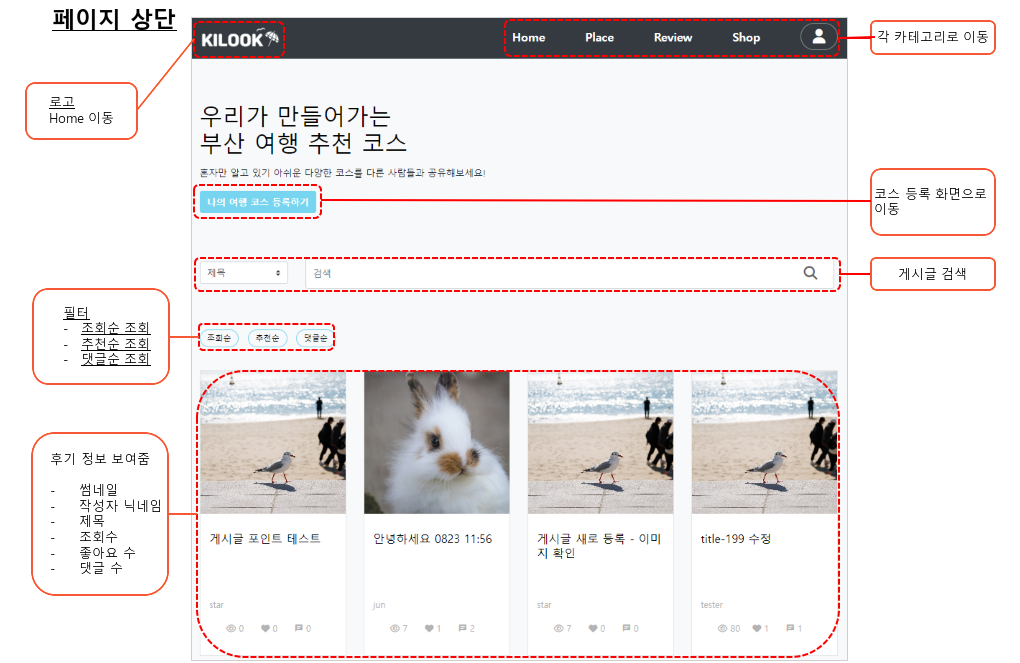 페이지 상단
KILOOK
Home Place Review Shop
각 카테고리로 이동
로고
Home 이동
우리가 만들어가는
부산 여행 추천 코스
혼자만 알고 있기 아쉬운 다양한 코스를 다른 사람들과 공유해보세요!
나의 여행 코스 등록하기
코스 등록 화면으로
이동
제목 검색
게시글 검색
필터
- 조회순 조회
- 추천순 조회
- 댓글순 조회
조회순 추천순 댓글순
후기 정보 보여줌
- 썸네일
- 작성자 닉네임
- 제목
- 조회수
- 좋아요 수
- 댓글 수
게시글 포인트 테스트
star
0 0 0
안녕하세요 0823 11:56
jun
7 1 2
게시글 새로 등록 - 이미
지 확인
star
7 0 0
title-199 수정
tester
80 1 1